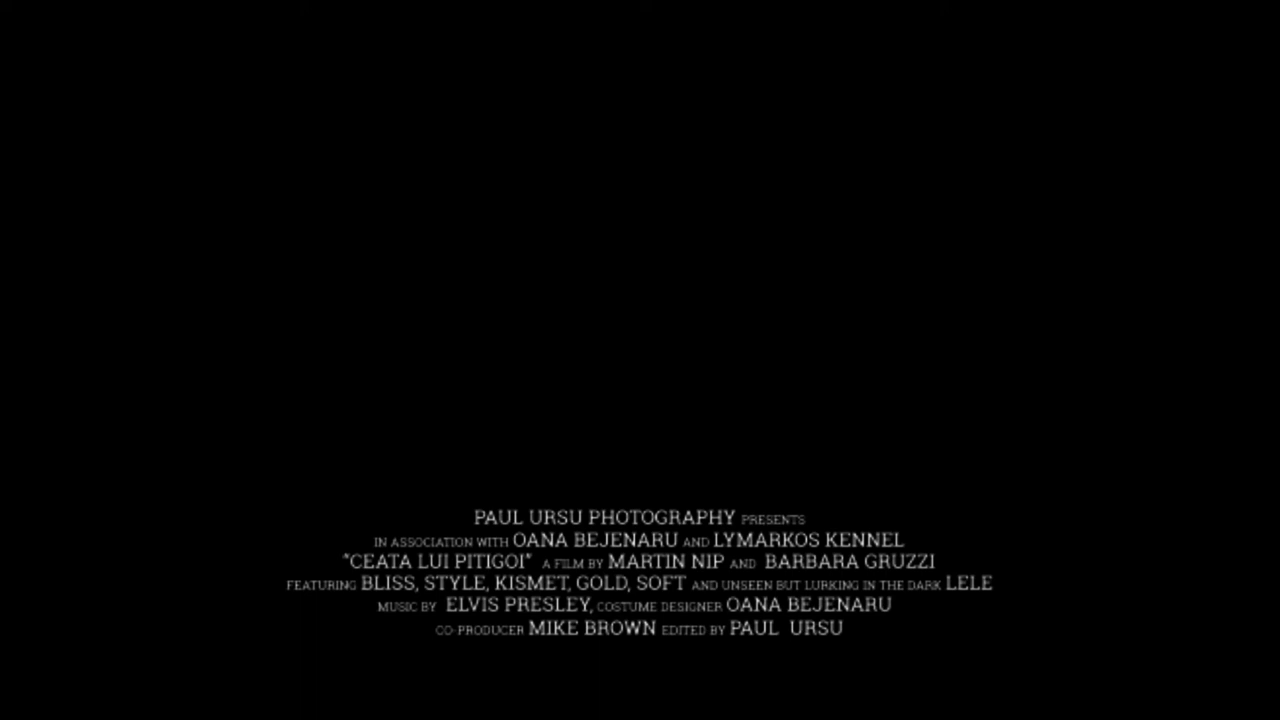 PAUL URSU PHOTOGRAPHY PRESENTS
IN ASSOCIATION WITH OANA BEJENARU AND LYMARKOS KENNEL
"CEATA LUI PITIGOI" A FILM BY MARTIN NIP AND BARBARA GRUZZI
FEATURING BLISS, STYLE, KISMET, GOLD, SOFT AND UNSEEN BUT LURKING IN THE DARK LELE
MUSIC BY ELVIS PRESLEY, COSTUME DESIGNER OANA BEJENARU
CO-PRODUCER MIKE BROWN EDITED BY PAUL URSU